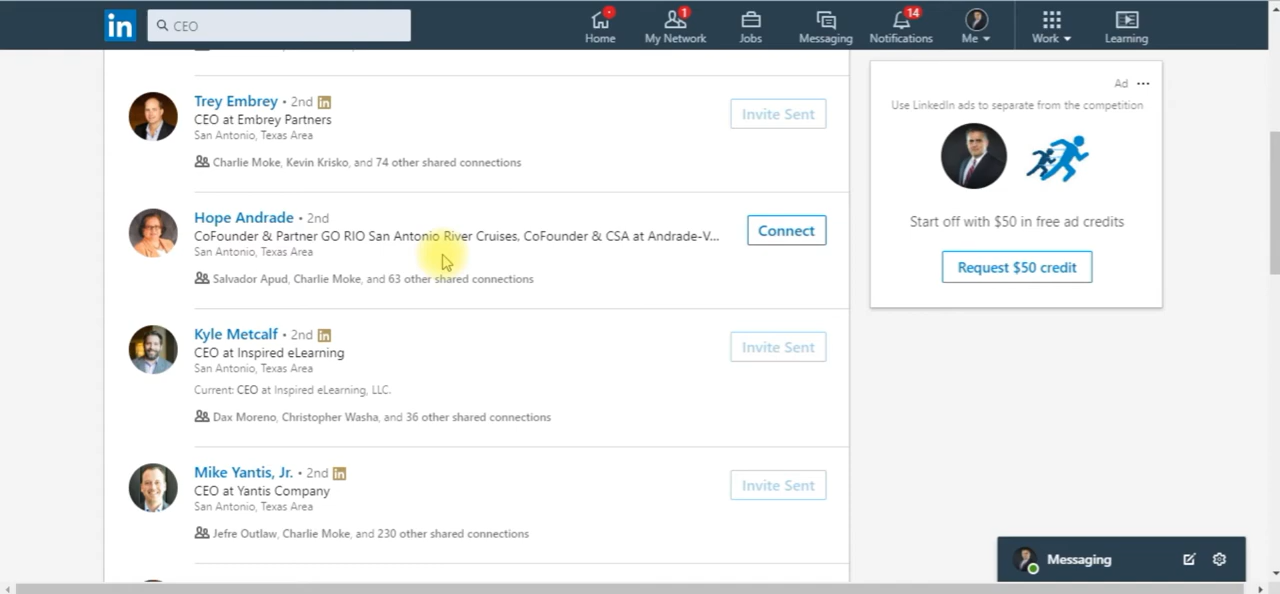 in
CEO
1
14
Home
My Network
Jobs
Messaging
Notifications
Me
Work
Learning
Trey Embrey • 2nd in
CEO at Embrey Partners
San Antonio, Texas Area
Charlie Moke, Kevin Krisko, and 74 other shared connections
Invite Sent
Hope Andrade • 2nd
CoFounder & Partner GO RIO San Antonio River Cruises, CoFounder & CSA at Andrade-V...
San Antonio, Texas Area
Salvador Apud, Charlie Moke, and 63 other shared connections
Connect
Kyle Metcalf • 2nd in
CEO at Inspired eLearning
San Antonio, Texas Area
Current: CEO at Inspired eLearning, LLC.
Dax Moreno, Christopher Washa, and 36 other shared connections
Invite Sent
Mike Yantis, Jr. • 2nd in
CEO at Yantis Company
San Antonio, Texas Area
Jefre Outlaw, Charlie Moke, and 230 other shared connections
Invite Sent
Ad ...
Use LinkedIn ads to separate from the competition
Start off with $50 in free ad credits
Request $50 credit
Messaging